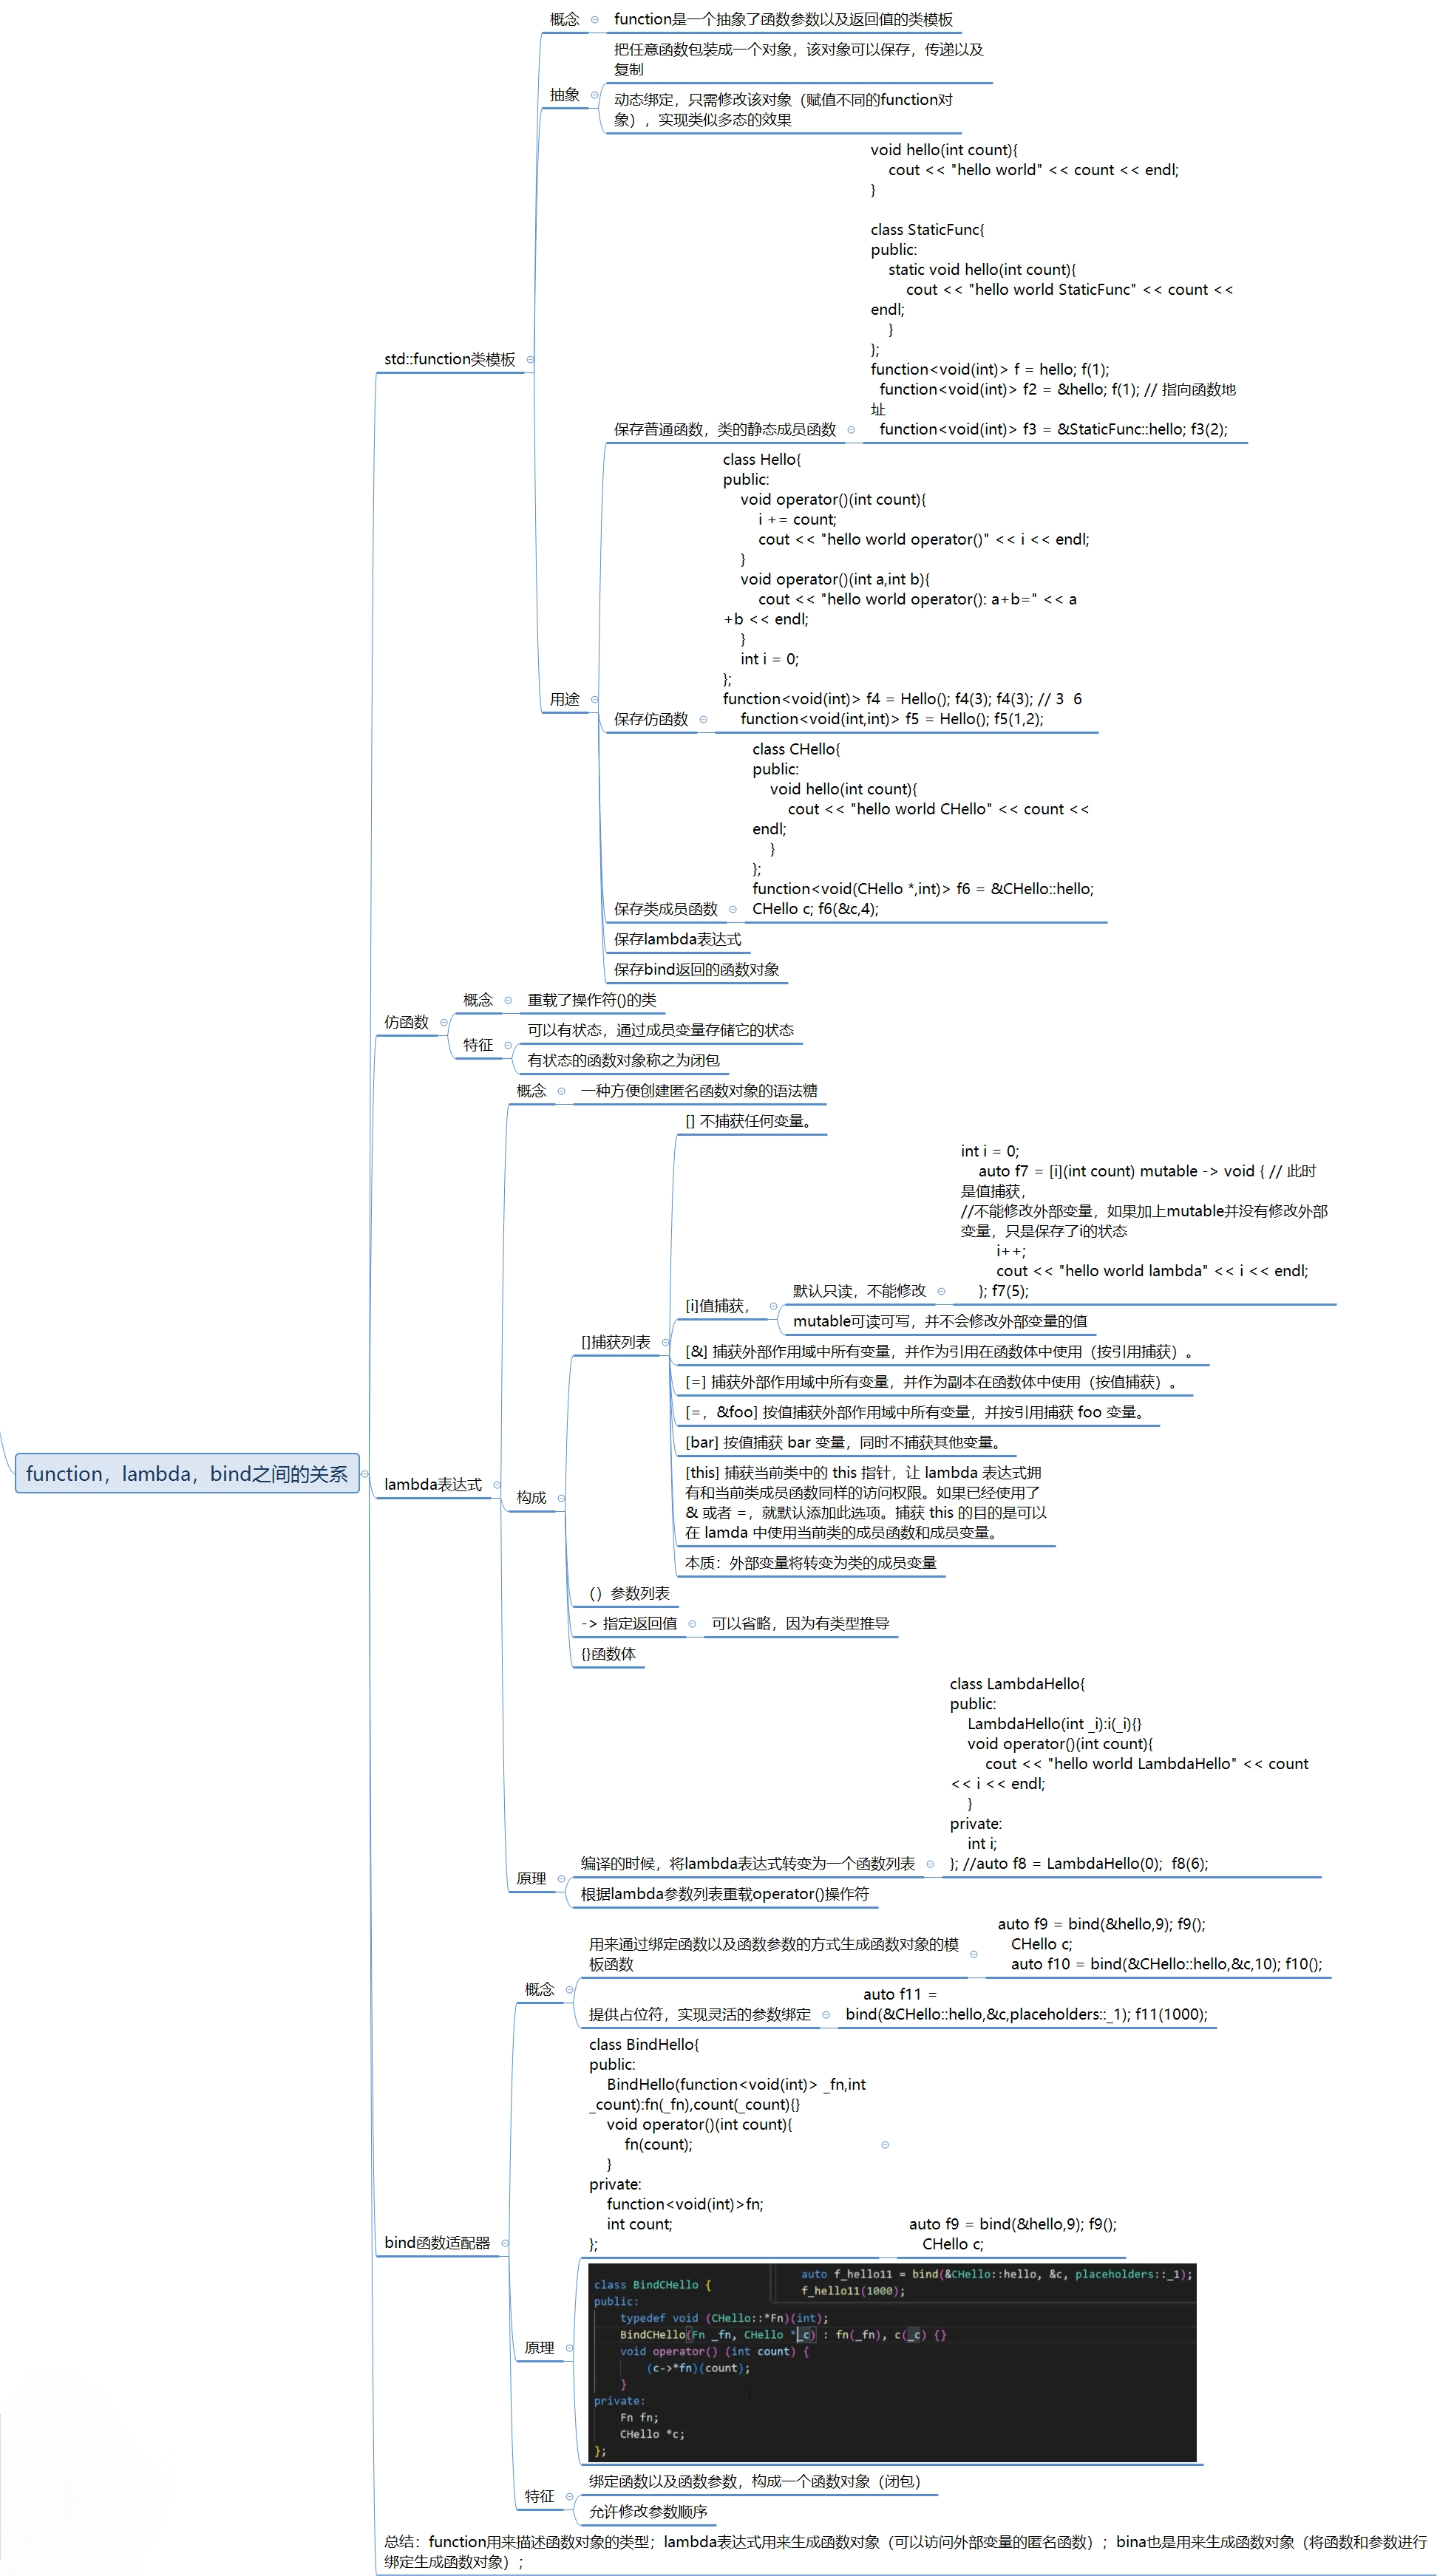 function，lambda，bind之间的关系
std::function类模板
概念
function是一个抽象了函数参数以及返回值的类模板
抽象
把任意函数包装成一个对象，该对象可以保存，传递以及
复制
动态绑定，只需修改该对象（赋值不同的function对
象），实现类似多态的效果
用途
保存普通函数，类的静态成员函数
void hello(int count){
cout << "hello world" << count << endl;
}
class StaticFunc{
public:
static void hello(int count){
cout << "hello world StaticFunc" << count <<
endl;
}
};
function<void(int)> f = hello; f(1);
function<void(int)> f2 = &hello; f(1); // 指向函数地
址
function<void(int)> f3 = &StaticFunc::hello; f3(2);
保存仿函数
class Hello{
public:
void operator()(int count){
i += count;
cout << "hello world operator()" << i << endl;
}
void operator()(int a,int b){
cout << "hello world operator(): a+b=" << a
+b << endl;
}
int i = 0;
};
function<void(int)> f4 = Hello(); f4(3); f4(3); // 3  6
function<void(int,int)> f5 = Hello(); f5(1,2);
保存类成员函数
class CHello{
public:
void hello(int count){
cout << "hello world CHello" << count <<
endl;
}
};
function<void(CHello *,int)> f6 = &CHello::hello;
CHello c; f6(&c,4);
保存lambda表达式
保存bind返回的函数对象
仿函数
概念
重载了操作符()的类
特征
可以有状态，通过成员变量存储它的状态
有状态的函数对象称之为闭包
lambda表达式
概念
一种方便创建匿名函数对象的语法糖
构成
[]捕获列表
[] 不捕获任何变量。
[i]值捕获，
默认只读，不能修改
int i = 0;
auto f7 = [i](int count) mutable -> void { // 此时
是值捕获，
//不能修改外部变量，如果加上mutable并没有修改外部
变量，只是保存了i的状态
i++;
cout << "hello world lambda" << i << endl;
}; f7(5);
mutable可读可写，并不会修改外部变量的值
[&] 捕获外部作用域中所有变量，并作为引用在函数体中使用（按引用捕获）。
[=] 捕获外部作用域中所有变量，并作为副本在函数体中使用（按值捕获）。
[=，&foo] 按值捕获外部作用域中所有变量，并按引用捕获 foo 变量。
[bar] 按值捕获 bar 变量，同时不捕获其他变量。
[this] 捕获当前类中的 this 指针，让 lambda 表达式拥
有和当前类成员函数同样的访问权限。如果已经使用了
& 或者 =，就默认添加此选项。捕获 this 的目的是可以
在 lamda 中使用当前类的成员函数和成员变量。
本质：外部变量将转变为类的成员变量
（）参数列表
-> 指定返回值
可以省略，因为有类型推导
{}函数体
原理
编译的时候，将lambda表达式转变为一个函数列表
class LambdaHello{
public:
LambdaHello(int _i):i(_i){}
void operator()(int count){
cout << "hello world LambdaHello" << count
<< i << endl;
}
private:
int i;
}; //auto f8 = LambdaHello(0);  f8(6);
根据lambda参数列表重载operator()操作符
bind函数适配器
概念
用来通过绑定函数以及函数参数的方式生成函数对象的模
板函数
auto f9 = bind(&hello,9); f9();
CHello c;
auto f10 = bind(&CHello::hello,&c,10); f10();
提供占位符，实现灵活的参数绑定
auto f11 =
bind(&CHello::hello,&c,placeholders::_1); f11(1000);
原理
class BindHello{
public:
BindHello(function<void(int)> _fn,int
_count):fn(_fn),count(_count){}
void operator()(int count){
fn(count);
}
private:
function<void(int)>fn;
int count;
};
auto f9 = bind(&hello,9); f9();
CHello c;
auto f_hello11 = bind(&CHello::hello, &c, placeholders::_1);
f_hello11(1000);
class BindCHello {
public:
typedef void (CHello::*Fn)(int);
BindCHello(Fn _fn, CHello *_c) : fn(_fn), c(_c) {}
void operator() (int count) {
(c->*fn)(count);
}
private:
Fn fn;
CHello *c;
};
特征
绑定函数以及函数参数，构成一个函数对象（闭包）
允许修改参数顺序
总结：function用来描述函数对象的类型；lambda表达式用来生成函数对象（可以访问外部变量的匿名函数）；bina也是用来生成函数对象（将函数和参数进行
绑定生成函数对象）；